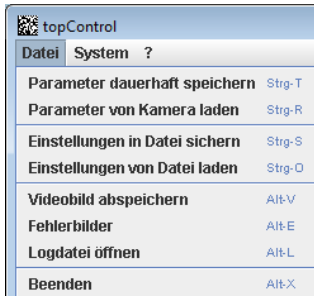 topControl
Datei System ?
Parameter dauerhaft speichern Strg-T
Parameter von Kamera laden Strg-R
Einstellungen in Datei sichern Strg-S
Einstellungen von Datei laden Strg-O
Videobild abspeichern Alt-V
Fehlerbilder Alt-E
Logdatei öffnen Alt-L
Beenden Alt-X